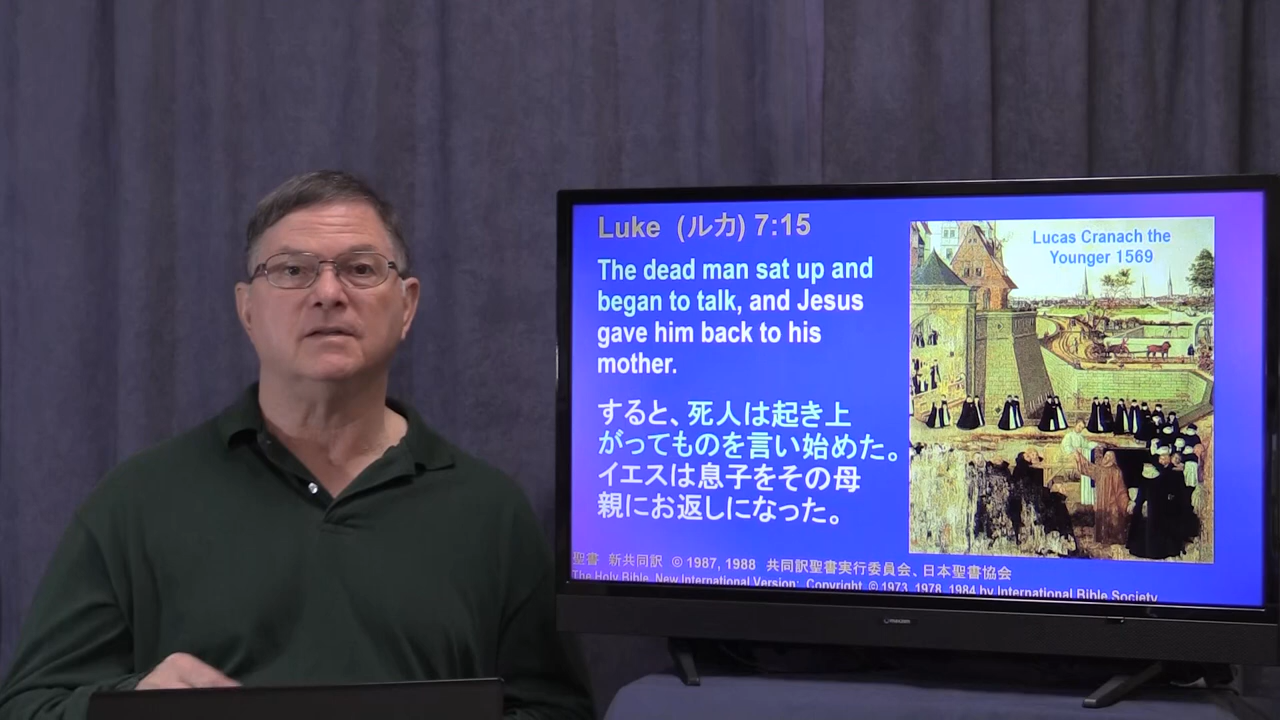 Luke (ルカ) 7:15
The dead man sat up and
began to talk, and Jesus
gave him back to his
mother.
すると、死人は起き上
がってものを言い始めた。
イエスは息子をその母
親にお返しになった。
Lucas Cranach the
Younger 1569
聖書 新共同訳 © 1987, 1988 共同訳聖書実行委員会、日本聖書協会
The Holy Bible, New International Version; Copyright © 1973, 1978, 1984 by International Bible Society
maxzen